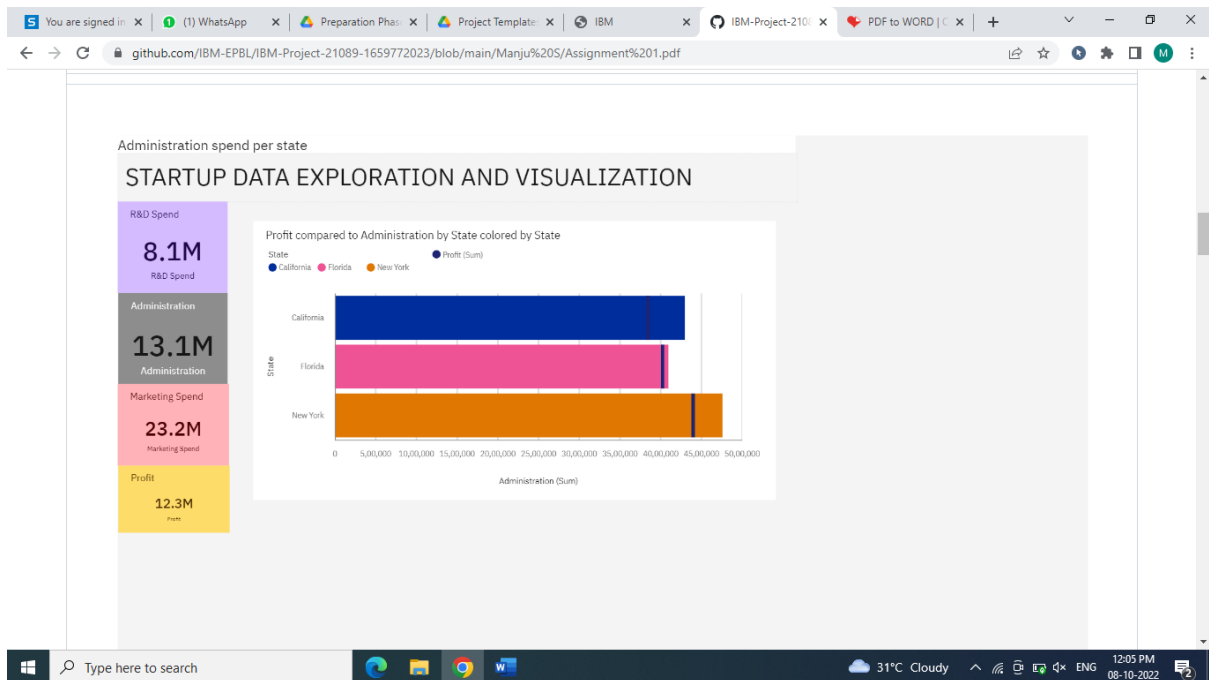 You are signed in
(1) WhatsApp
Preparation Phas
Project Template
IBM
IBM-Project-2108
PDF to WORD | C
github.com/IBM-EPBL/IBM-Project-21089-1659772023/blob/main/Manju%20S/Assignment%201.pdf
M
Administration spend per state
STARTUP DATA EXPLORATION AND VISUALIZATION
R&D Spend
8.1M
R&D Spend
Administration
13.1M
Administration
Marketing Spend
23.2M
Marketing Spend
Profit
12.3M
Profit
Profit compared to Administration by State colored by State
State
California Florida New York
Profit (Sum)
State
California
Florida
New York
0 5,00,000 10,00,000 15,00,000 20,00,000 25,00,000 30,00,000 35,00,000 40,00,000 45,00,000 50,00,000
Administration (Sum)
Type here to search
31°C Cloudy
ENG
12:05 PM
08-10-2022
2